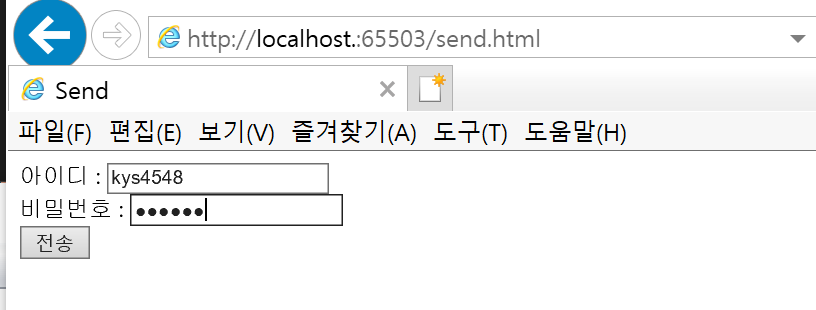 http://localhost.:65503/send.html
Send
파일(F) 편집(E) 보기(V) 즐겨찾기(A) 도구(T) 도움말(H)
아이디 : kys4548
비밀번호 : ●●●●●●
전송